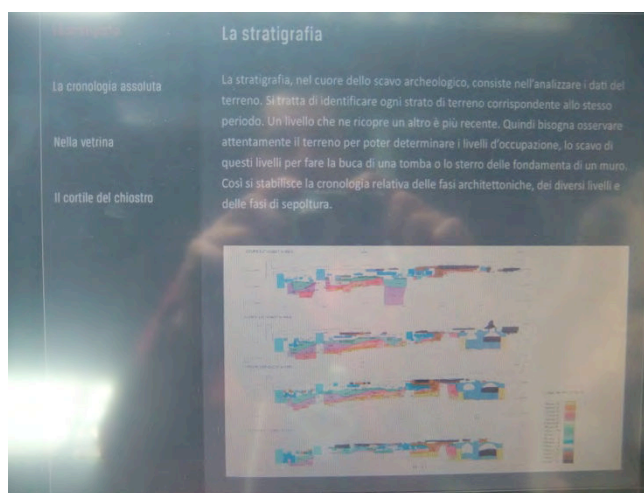 La stratigrafia
La cronologia assoluta
Nella vetrina
Il cortile del chiostro
La stratigrafia, nel cuore dello scavo archeologico, consiste nell'analizzare i dati del
terreno. Si tratta di identificare ogni strato di terreno corrispondente allo stesso
periodo. Un livello che ne ricopre un altro è più recente. Quindi bisogna osservare
attentamente il terreno per poter determinare i livelli d'occupazione, lo scavo di
questi livelli per fare la buca di una tomba o lo sterro delle fondamenta di un muro.
Così si stabilisce la cronologia relativa delle fasi architettoniche, dei diversi livelli e
delle fasi di sepoltura.